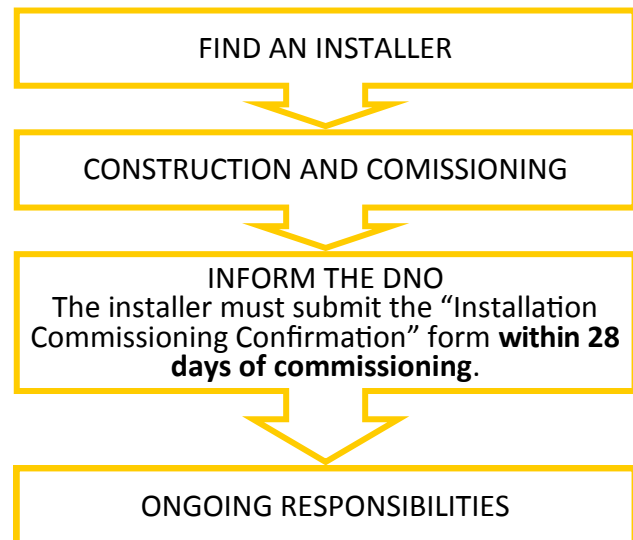 FIND AN INSTALLER
CONSTRUCTION AND COMISSIONING
INFORM THE DNO
The installer must submit the “Installation
Commissioning Confirmation” form within 28
days of commissioning.
ONGOING RESPONSIBILITIES